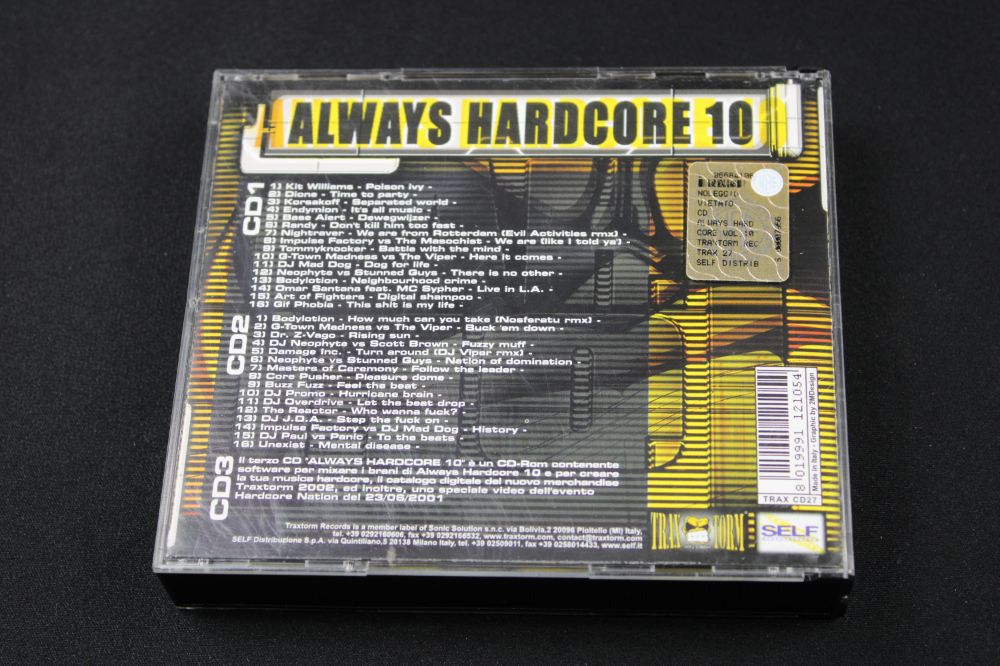 ALWAYS HARDCORE 10
CD1
1) Kit Williams - Poison ivy -
2) Dione - Time to party -
3) Korsakoff - Separated world -
4) Endymion - It's all music -
5) Base Alert - Dewegwijzer -
6) Randy - Don't kill him too fast -
7) Nightraver - We are from Rotterdam (Evil Activities rmx) -
8) Impulse Factory vs The Masochist - We are (like I told ya) -
9) Tommyknocker - Battle with the mind -
10) G-Town Madness vs The Viper - Here it comes -
11) DJ Mad Dog - Dog for life -
12) Neophyte vs Stunned Guys - There is no other -
13) Bodylotion - Neighbourhood crime -
14) Omar Santana feat. MC Sypher - Live in L.A. -
15) Art of Fighters - Digital shampoo -
16) Gif Phobia - This shit is my life -
CD2
1) Bodylotion - How much can you take (Nosferatu rmx) -
2) G-Town Madness vs The Viper - Buck 'em down -
3) Dr. Z-Vago - Rising sun -
4) DJ Neophyte vs Scott Brown - Fuzzy muff -
5) Damage Inc. - Turn around (DJ Viper rmx) -
6) Neophyte vs Stunned Guys - Nation of domination -
7) Masters of Ceremony - Follow the leader -
8) Core Pusher - Pleasure dome -
9) Buzz Fuzz - Feel the beat -
10) DJ Promo - Hurricane brain -
11) DJ Overdrive - Let the beat drop -
12) The Reactor - Who wanna fuck? -
13) DJ J.D.A. - Step the fuck on -
14) Impulse Factory vs DJ Mad Dog - History -
15) DJ Paul vs Panic - To the beats
16) Unexist - Mental disease -
CD3
Il terzo CD "ALWAYS HARDCORE 10" è un CD-Rom contenente
software per mixare i brani di Always Hardcore 10 e per creare
la tua musica hardcore, il catalogo digitale del nuovo merchandise
Traxtorm 2002, ed inoltre, uno speciale video dell'evento
Hardcore Nation del 23/06/2001
Traxtorm Records is a member label of Sonic Solution s.n.c. via Bolivia,2 20096 Pioltello (MI) Italy,
tel. +39 0292160606, fax +39 0292166532, www.traxtorm.com, contact@traxtorm.com
SELF Distribuzione S.p.A. via Quintiliano,5 20138 Milano Italy, tel. +39 02509011, fax +39 0258014433, www.self.it
NOLEGGIO
VIETATO
CD
ALWAYS HARD
CORE VOL 10
TRAXTORM REC
TRAX 27
SELF DISTRIB
8 019991 121054
Made in Italy - Graphic by 2MDesign
TRAX CD27
TRAXTORM
SELF